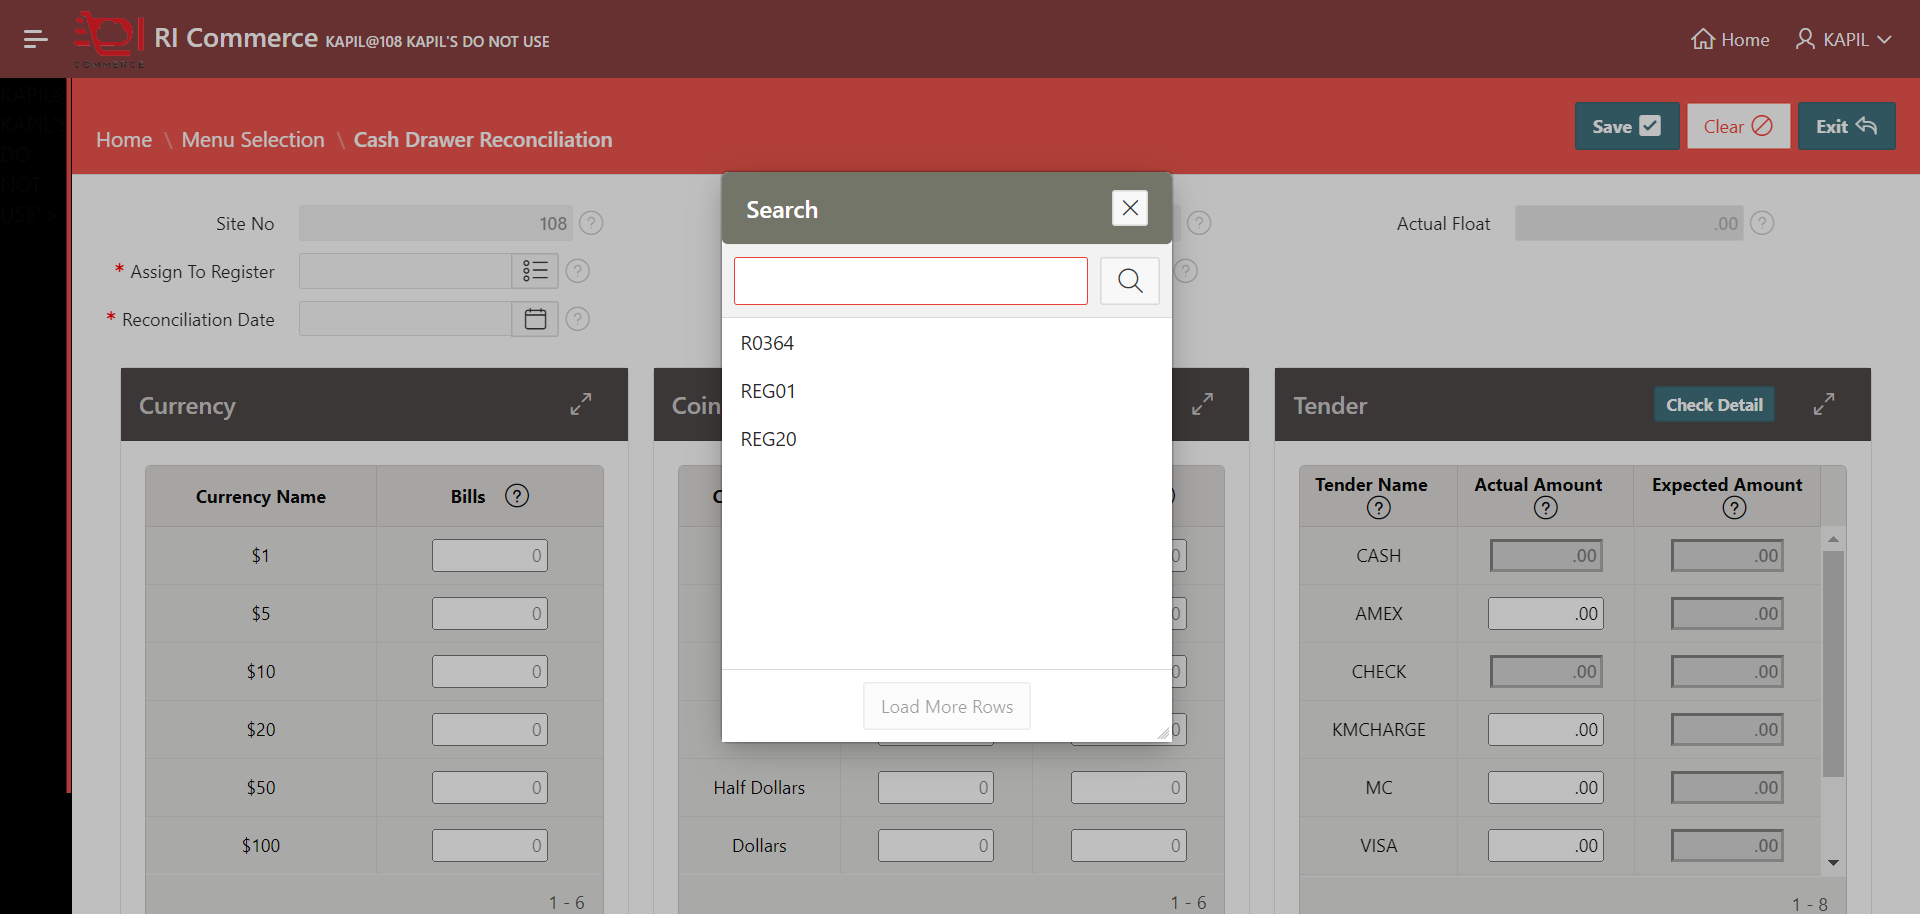 RI Commerce KAPIL@108 KAPIL'S DO NOT USE
COMMERCE
Home
KAPIL
KAPIL@
KAPIL'S
DO
NOT
USE
Home \ Menu Selection \ Cash Drawer Reconciliation
Save
Clear
Exit
Site No 108
* Assign To Register
* Reconciliation Date
Actual Float .00
Search
R0364
REG01
REG20
Load More Rows
Currency
Currency Name Bills
$1 0
$5 0
$10 0
$20 0
$50 0
$100 0
1 - 6
Coin
C
0
0
0
0
Half Dollars 0 0
Dollars 0 0
1 - 6
Tender Check Detail
Tender Name Actual Amount Expected Amount
CASH .00 .00
AMEX .00 .00
CHECK .00 .00
KMCHARGE .00 .00
MC .00 .00
VISA .00 .00
1 - 8